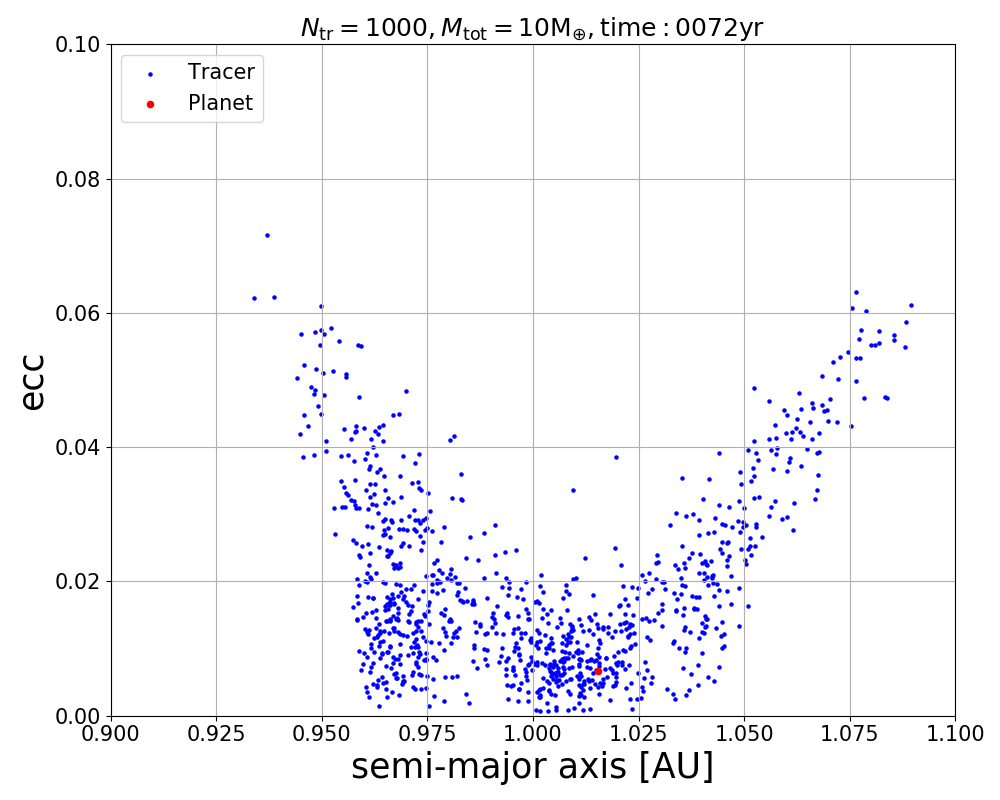 N_tr = 1000, M_tot = 10M_⊕, time : 0072yr
Tracer
Planet
ecc
0.10
0.08
0.06
0.04
0.02
0.00
0.900 0.925 0.950 0.975 1.000 1.025 1.050 1.075 1.100
semi-major axis [AU]